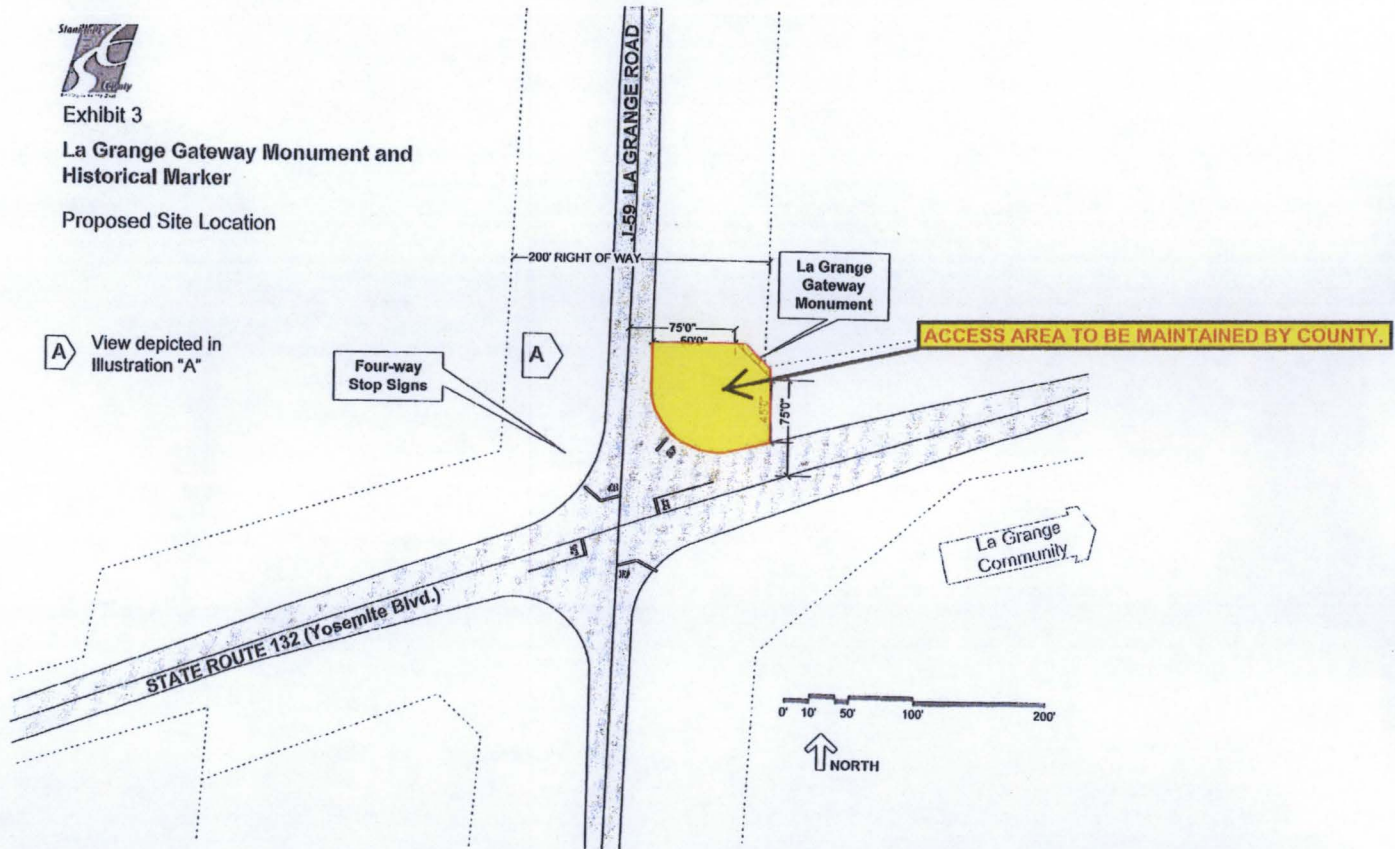 Stanislaus
County
Exhibit 3
La Grange Gateway Monument and
Historical Marker
Proposed Site Location
J-59 LA GRANGE ROAD
200' RIGHT OF WAY
La Grange
Gateway
Monument
A
View depicted in
Illustration "A"
A
Four-way
Stop Signs
75'0"
60'0"
ACCESS AREA TO BE MAINTAINED BY COUNTY.
45'0"
75'0"
La Grange
Community
STATE ROUTE 132 (Yosemite Blvd.)
0' 10' 50' 100' 200'
NORTH